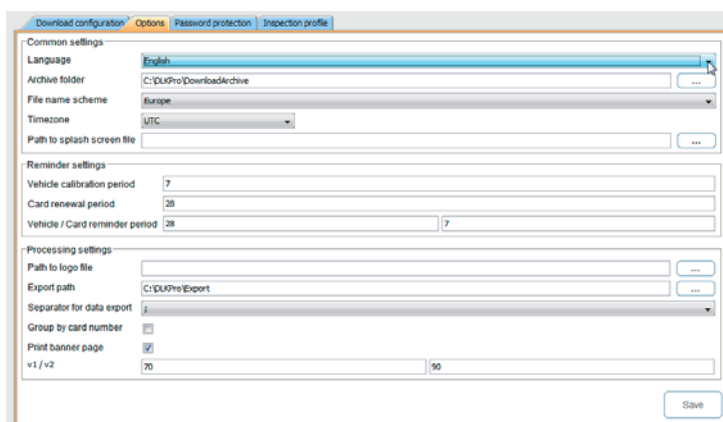 Download configuration Options Password protection Inspection profile
Common settings
Language English
Archive folder C:\DLKPro\DownloadArchive ...
File name scheme Europe
Timezone UTC
Path to splash screen file ...
Reminder settings
Vehicle calibration period 7
Card renewal period 28
Vehicle / Card reminder period 28 7
Processing settings
Path to logo file ...
Export path C:\DLKPro\Export ...
Separator for data export ;
Group by card number
Print banner page
v1 / v2 70 90
Save